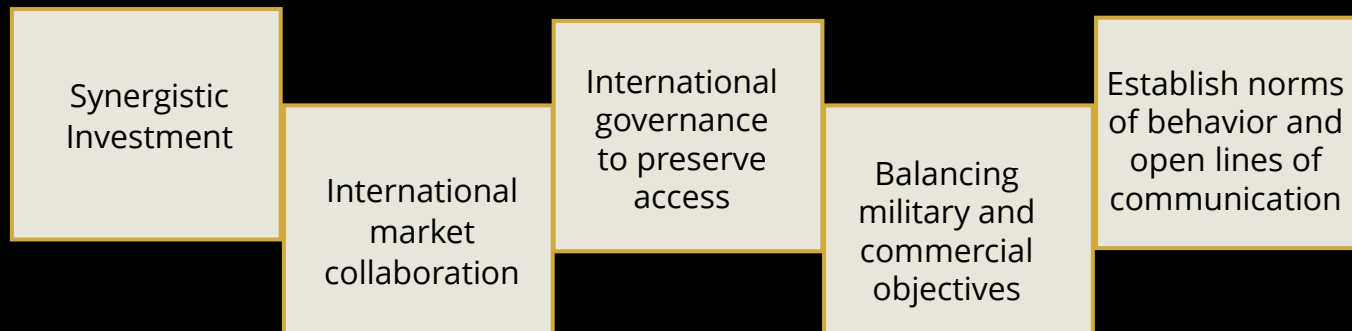 Synergistic
Investment
International
market
collaboration
International
governance
to preserve
access
Balancing
military and
commercial
objectives
Establish norms
of behavior and
open lines of
communication